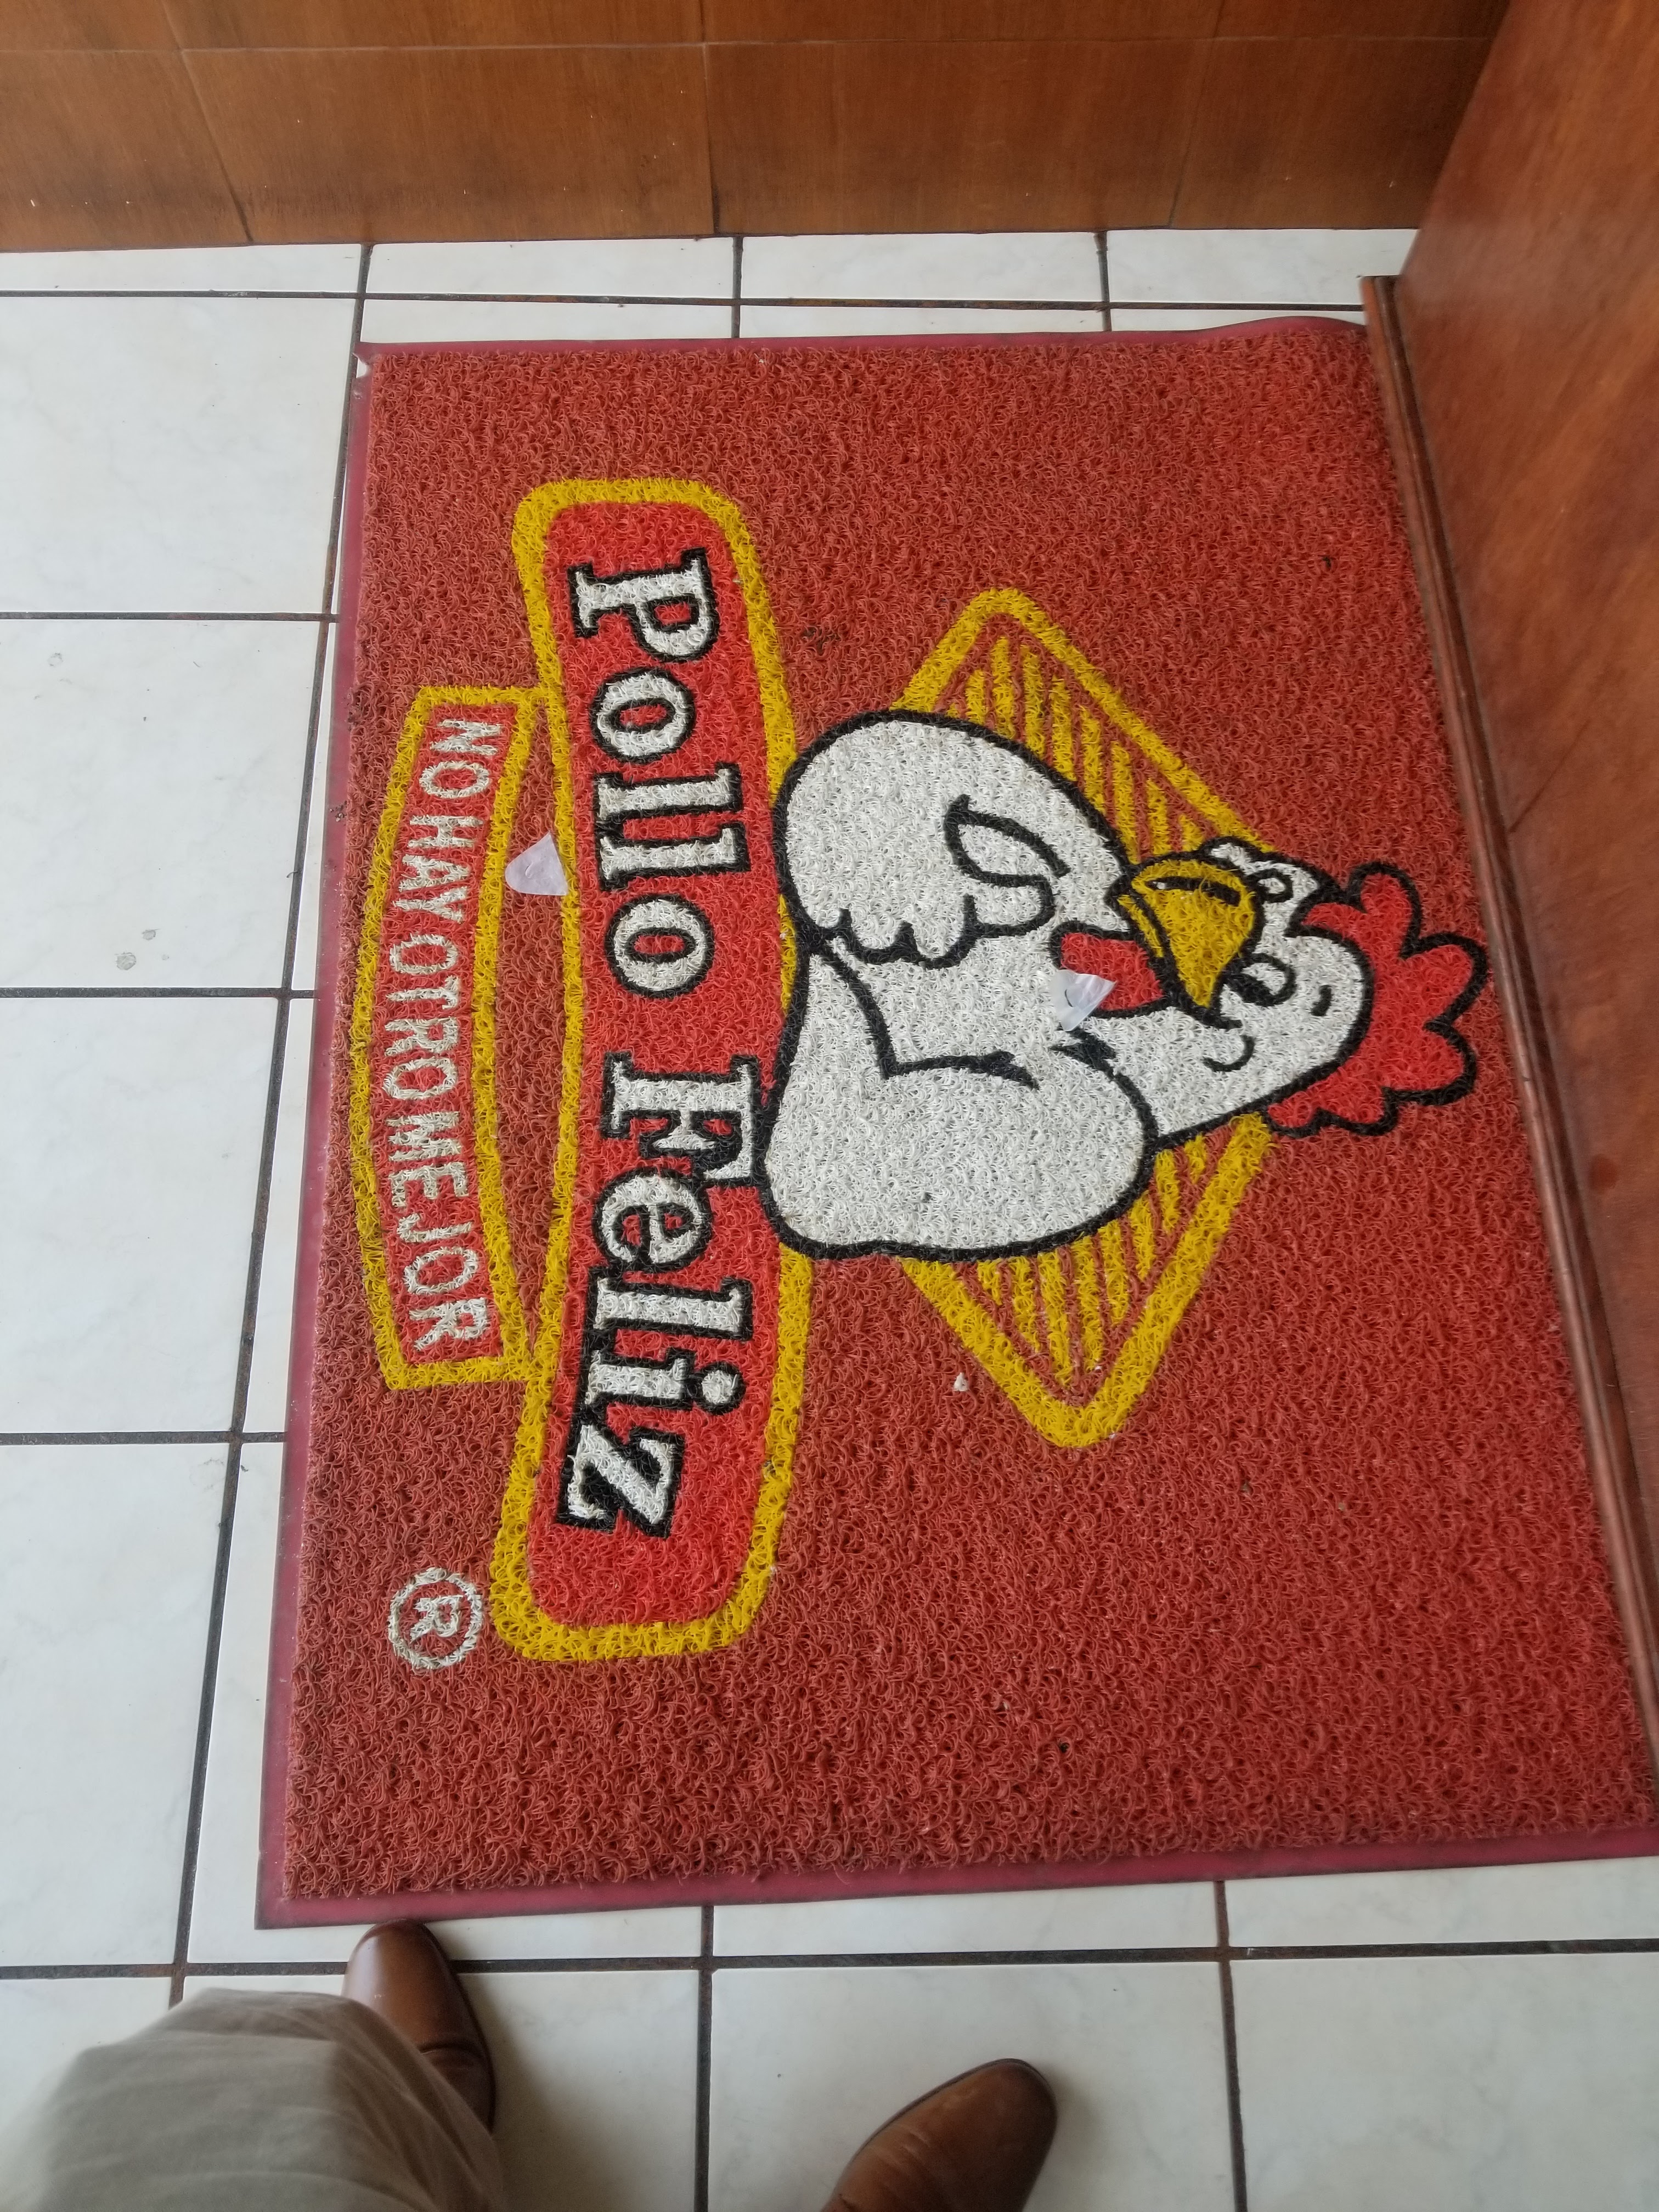 Pollo Feliz
NO HAY OTRO MEJOR
®